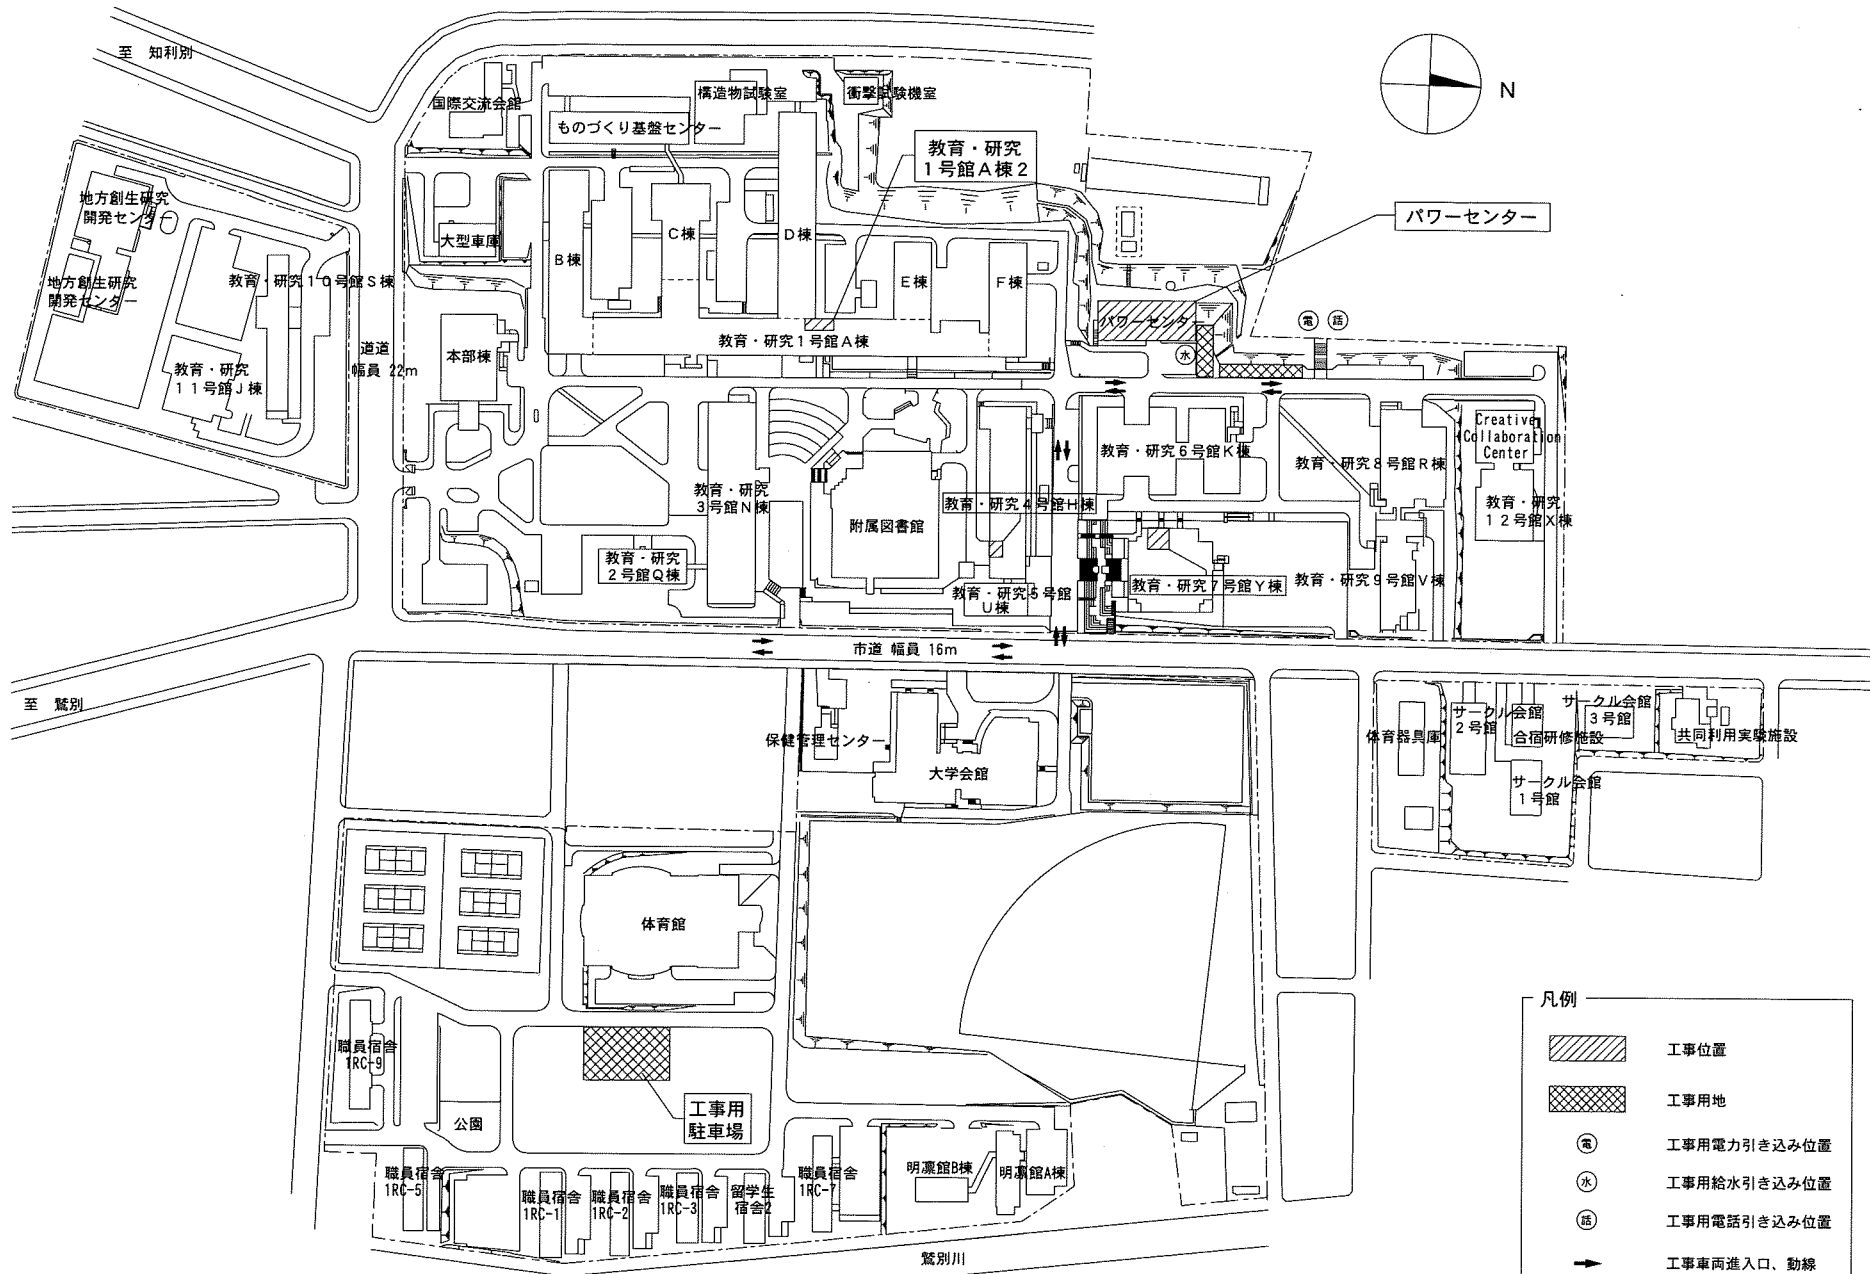 至　知利別
N
国際交流会館
構造物試験室
衝撃試験機室
ものづくり基盤センター
教育・研究
1号館A棟2
地方創生研究
開発センター
パワーセンター
大型車庫
C棟
D棟
B棟
E棟
F棟
地方創生研究
開発センター
教育・研究10号館S棟
パワーセンター
電
話
教育・研究1号館A棟
本部棟
道道
幅員 22m
水
教育・研究
11号館J棟
Creative
Collaboration
Center
教育・研究6号館K棟
教育・研究8号館R棟
教育・研究
3号館N棟
教育・研究4号館H棟
教育・研究
12号館X棟
附属図書館
教育・研究
2号館Q棟
教育・研究5号館
U棟
教育・研究7号館Y棟
教育・研究9号館V棟
市道 幅員 16m
至　鷲別
保健管理センター
大学会館
体育器具庫
サークル会館
2号館
合宿研修施設
サークル会館
3号館
共同利用実験施設
サークル会館
1号館
体育館
職員宿舎
1RC-9
公園
工事用
駐車場
職員宿舎
1RC-5
職員宿舎
1RC-1
職員宿舎
1RC-2
職員宿舎
1RC-3
留学生
宿舎2
職員宿舎
1RC-7
明凛館B棟
明凛館A棟
鷲別川
凡例
工事位置
工事用地
電　工事用電力引き込み位置
水　工事用給水引き込み位置
話　工事用電話引き込み位置
工事車両進入口、動線